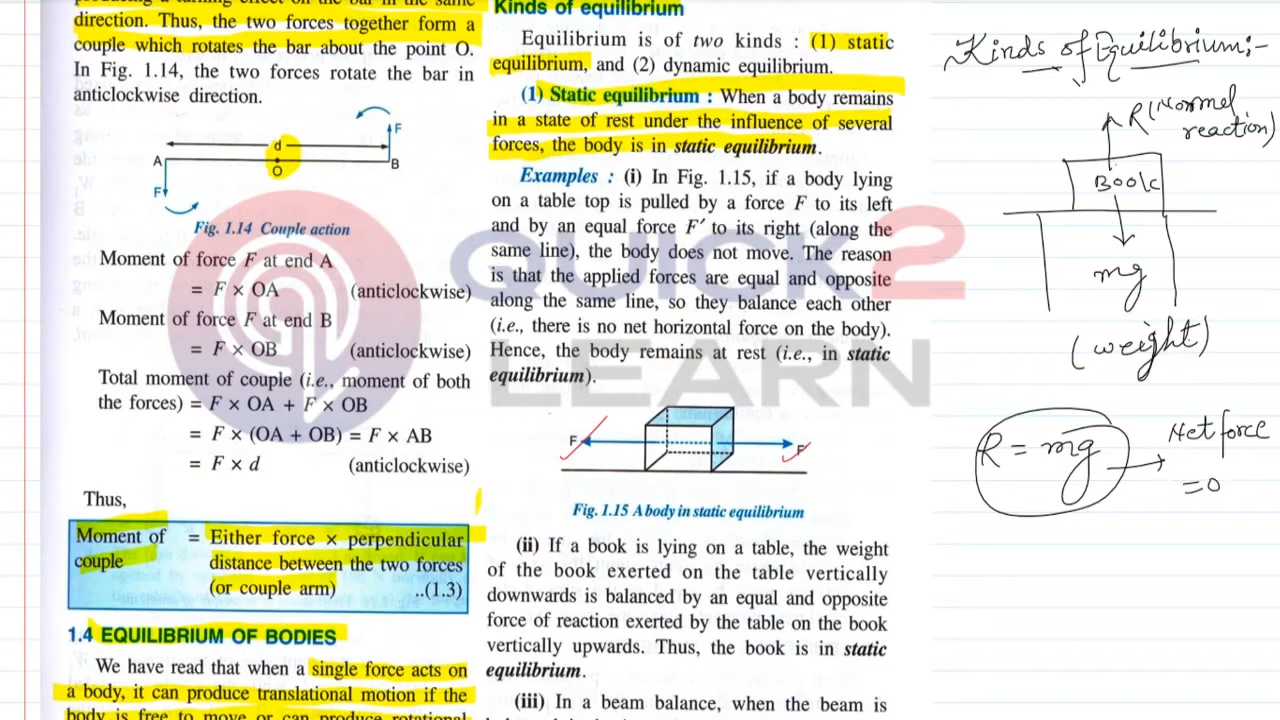 direction. Thus, the two forces together form a
couple which rotates the bar about the point O.
In Fig. 1.14, the two forces rotate the bar in
anticlockwise direction.
d
F
A
O
B
F
Fig. 1.14 Couple action
Moment of force F at end A
= F × OA (anticlockwise)
Moment of force F at end B
= F × OB (anticlockwise)
Total moment of couple (i.e., moment of both
the forces) = F × OA + F × OB
= F × (OA + OB) = F × AB
= F × d (anticlockwise)
Thus,
Moment of = Either force × perpendicular
couple distance between the two forces
(or couple arm) ..(1.3)
1.4 EQUILIBRIUM OF BODIES
We have read that when a single force acts on
a body, it can produce translational motion if the
body is free to move or can produce rotational
Kinds of equilibrium
Equilibrium is of two kinds : (1) static
equilibrium, and (2) dynamic equilibrium.
(1) Static equilibrium : When a body remains
in a state of rest under the influence of several
forces, the body is in static equilibrium.
Examples : (i) In Fig. 1.15, if a body lying
on a table top is pulled by a force F to its left
and by an equal force F′ to its right (along the
same line), the body does not move. The reason
is that the applied forces are equal and opposite
along the same line, so they balance each other
(i.e., there is no net horizontal force on the body).
Hence, the body remains at rest (i.e., in static
equilibrium).
F
F
Fig. 1.15 A body in static equilibrium
(ii) If a book is lying on a table, the weight
of the book exerted on the table vertically
downwards is balanced by an equal and opposite
force of reaction exerted by the table on the book
vertically upwards. Thus, the book is in static
equilibrium.
(iii) In a beam balance, when the beam is
Kinds of Equilibrium:-
R (Normal
reaction)
Book
mg
(weight)
R = mg
Net force
=0
QUICK2
LEARN